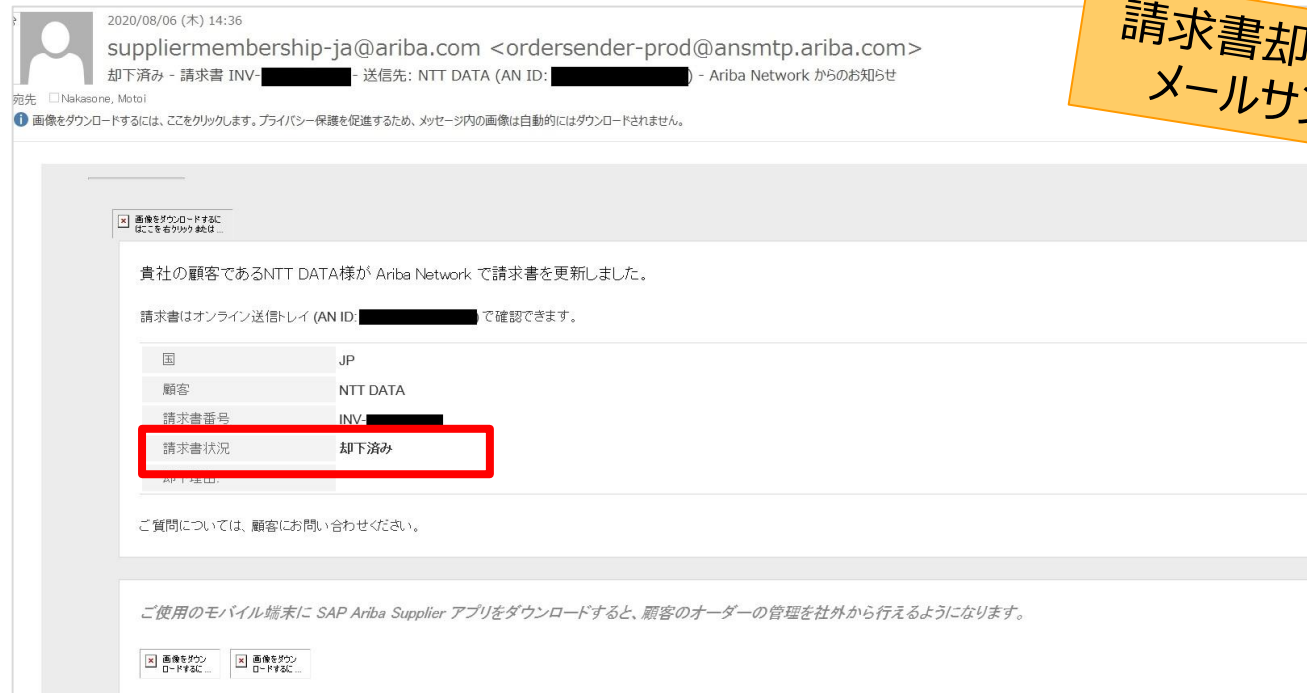 2020/08/06 (木) 14:36
suppliermembership-ja@ariba.com <ordersender-prod@ansmtp.ariba.com>
却下済み - 請求書 INV- - 送信先: NTT DATA (AN ID: ) - Ariba Network からのお知らせ
宛先 Nakasone, Motoi
画像をダウンロードするには、ここをクリックします。プライバシー保護を促進するため、メッセージ内の画像は自動的にはダウンロードされません。
請求書却
メールサン
画像をダウンロードするに
はここを右クリックまたは...
貴社の顧客であるNTT DATA様が Ariba Network で請求書を更新しました。
請求書はオンライン送信トレイ (AN ID: ) で確認できます。
国 JP
顧客 NTT DATA
請求書番号 INV-
請求書状況 却下済み
却下理由:
ご質問については、顧客にお問い合わせください。
ご使用のモバイル端末に SAP Ariba Supplier アプリをダウンロードすると、顧客のオーダーの管理を社外から行えるようになります。
画像をダウン ロードするに...
画像をダウン ロードするに...